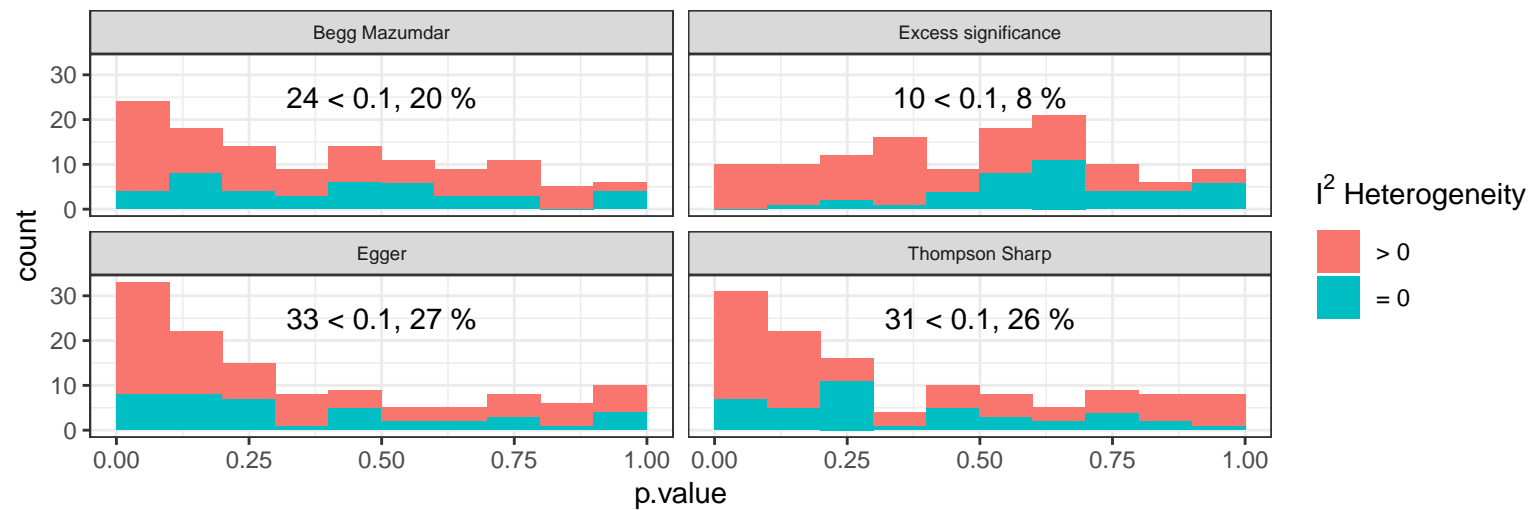 Begg Mazumdar
Excess significance
24 < 0.1, 20 %
10 < 0.1, 8 %
30
20
10
0
Egger
Thompson Sharp
33 < 0.1, 27 %
31 < 0.1, 26 %
30
20
10
0
0.00 0.25 0.50 0.75 1.00
0.00 0.25 0.50 0.75 1.00
p.value
count
I² Heterogeneity
> 0
= 0